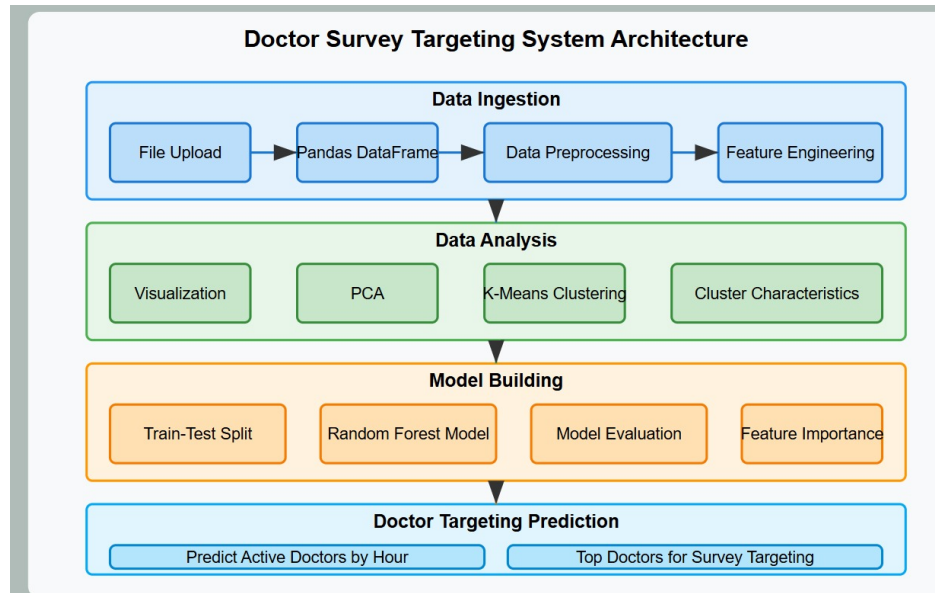 Doctor Survey Targeting System Architecture
Data Ingestion
File Upload
Pandas DataFrame
Data Preprocessing
Feature Engineering
Data Analysis
Visualization
PCA
K-Means Clustering
Cluster Characteristics
Model Building
Train-Test Split
Random Forest Model
Model Evaluation
Feature Importance
Doctor Targeting Prediction
Predict Active Doctors by Hour
Top Doctors for Survey Targeting